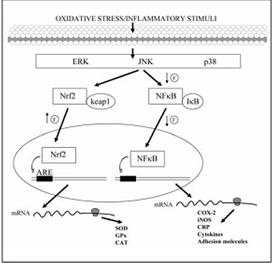 OXIDATIVE STRESS/INFLAMMATORY STIMULI
ERK JNK p38
F
Nrf2 keap1 NFκB IκB
F F
Nrf2 NFκB
ARE
mRNA mRNA
SOD
GPs
CAT
COX-2
iNOS
CRP
Cytokines
Adhesion molecules